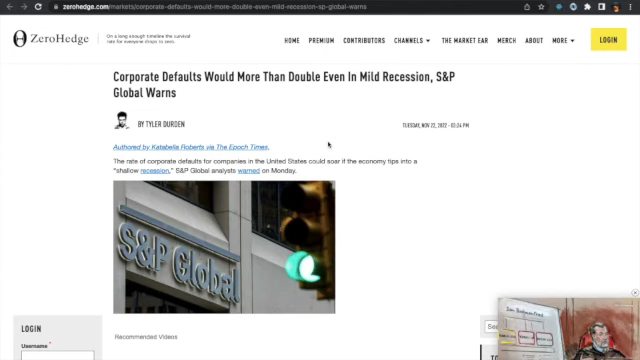 zerohedge.com/markets/corporate-defaults-would-more-double-even-mild-recession-sp-global-warns
ZeroHedge
On a long enough timeline the survival
rate for everyone drops to zero.
HOME PREMIUM CONTRIBUTORS CHANNELS THE MARKET EAR MERCH ABOUT MORE
LOGIN
Corporate Defaults Would More Than Double Even In Mild Recession, S&P
Global Warns
BY TYLER DURDEN
TUESDAY, NOV 22, 2022 - 03:24 PM
Authored by Katabella Roberts via The Epoch Times,
The rate of corporate defaults for companies in the United States could soar if the economy tips into a
"shallow recession," S&P Global analysts warned on Monday.
S&P Global
Recommended Videos
LOGIN
Username *
Sea
TO